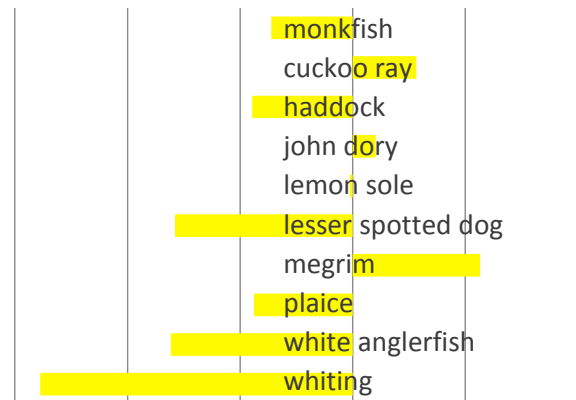 monkfish
cuckoo ray
haddock
john dory
lemon sole
lesser spotted dog
megrim
plaice
white anglerfish
whiting